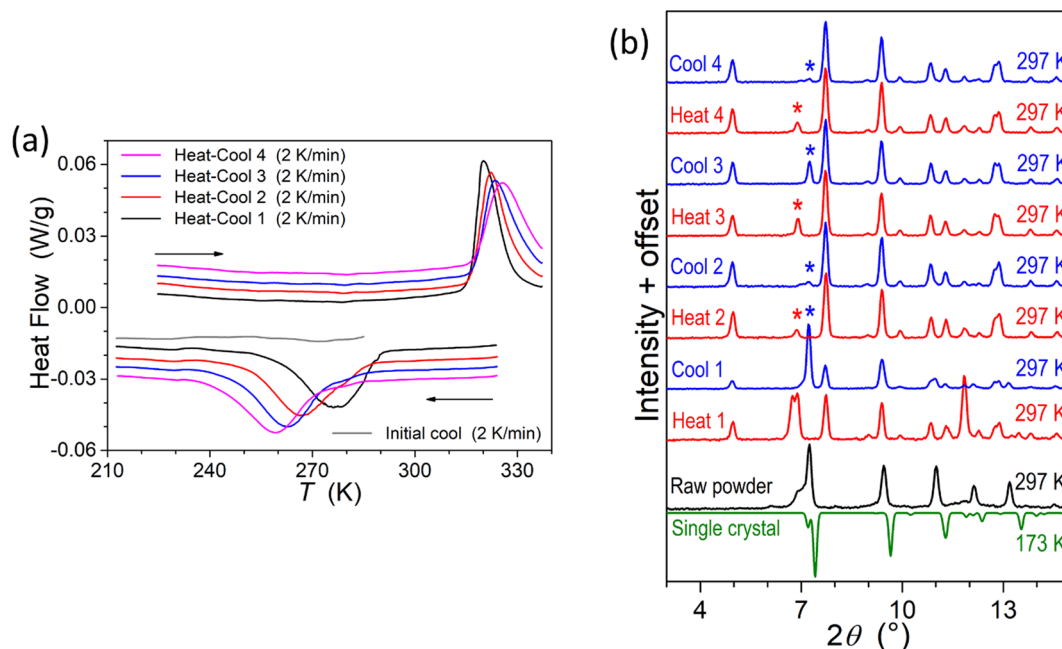 (a)
Heat-Cool 4 (2 K/min)
Heat-Cool 3 (2 K/min)
Heat-Cool 2 (2 K/min)
Heat-Cool 1 (2 K/min)
Initial cool (2 K/min)
Heat Flow (W/g)
0.06
0.03
0.00
-0.03
-0.06
210 240 270 300 330
T (K)
(b)
Cool 4 * 297 K
Heat 4 * 297 K
Cool 3 * 297 K
Heat 3 * 297 K
Cool 2 * 297 K
Heat 2 * * 297 K
Cool 1 297 K
Heat 1 297 K
Raw powder 297 K
Single crystal 173 K
Intensity + offset
4 7 10 13
2θ (°)